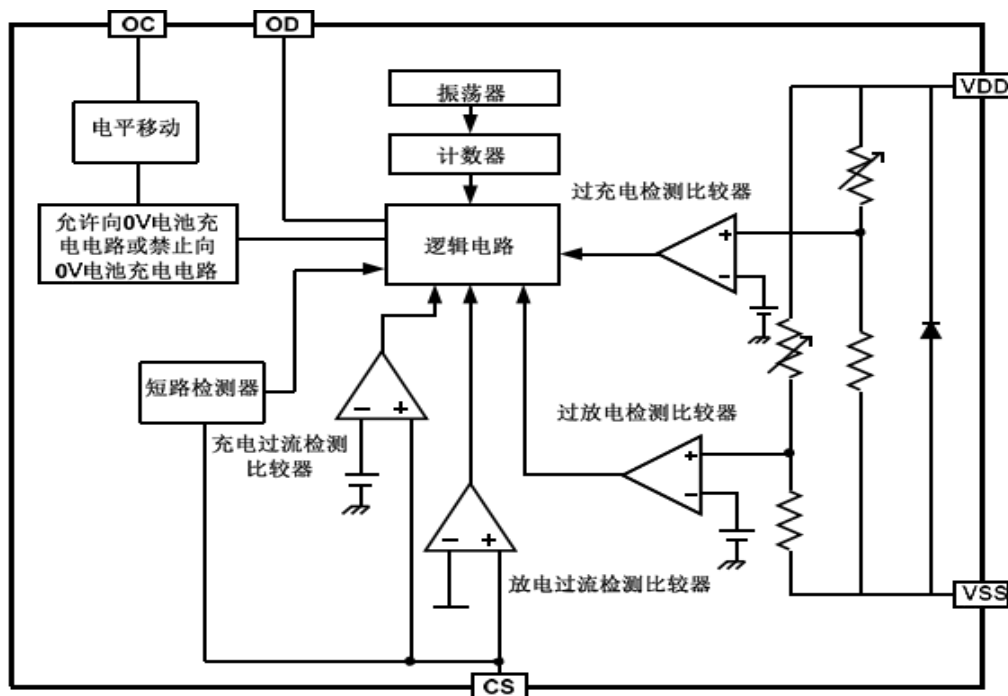 OC
OD
VDD
振荡器
电平移动
计数器
过充电检测比较器
允许向0V电池充
电电路或禁止向
0V电池充电电路
逻辑电路
+
−
短路检测器
− +
充电过流检测
比较器
过放电检测比较器
+
−
− +
放电过流检测比较器
VSS
CS